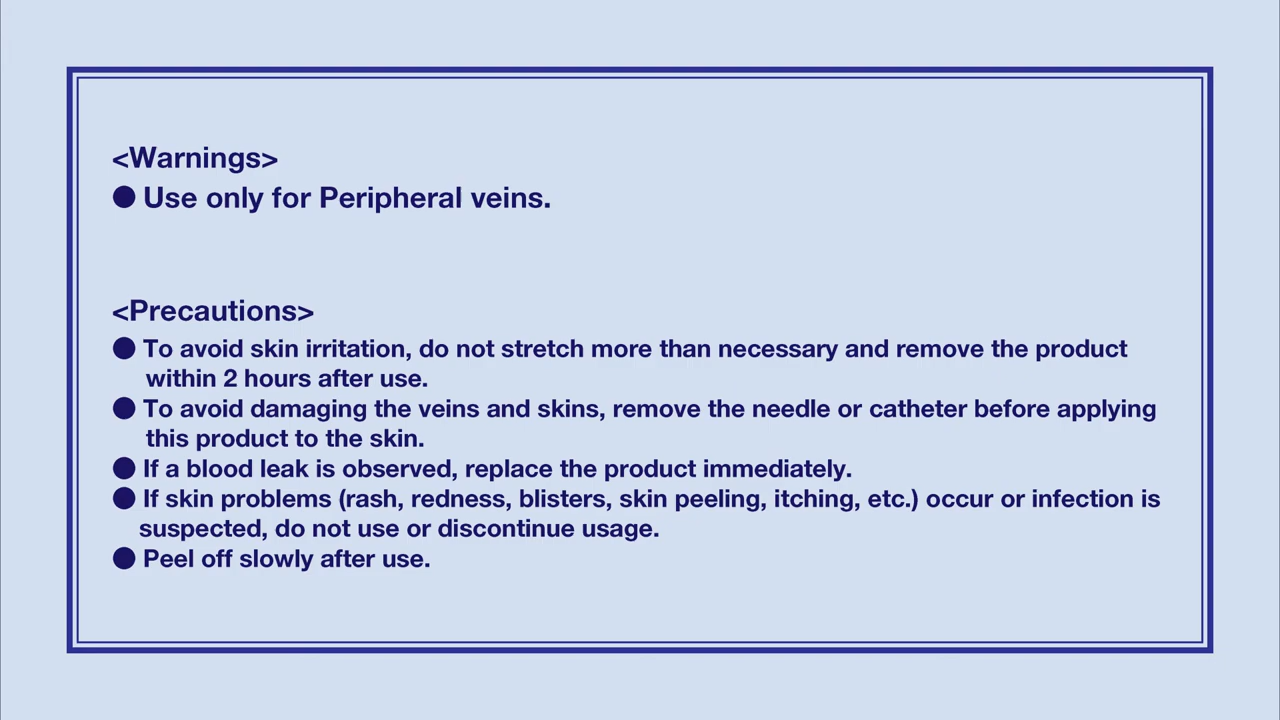 <Warnings>
● Use only for Peripheral veins.
<Precautions>
● To avoid skin irritation, do not stretch more than necessary and remove the product
within 2 hours after use.
● To avoid damaging the veins and skins, remove the needle or catheter before applying
this product to the skin.
● If a blood leak is observed, replace the product immediately.
● If skin problems (rash, redness, blisters, skin peeling, itching, etc.) occur or infection is
suspected, do not use or discontinue usage.
● Peel off slowly after use.